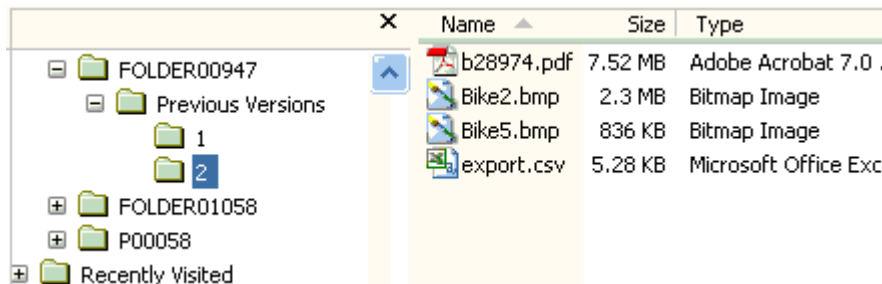 ×
FOLDER00947
Previous Versions
1
2
FOLDER01058
P00058
Recently Visited
Name Size Type
b28974.pdf 7.52 MB Adobe Acrobat 7.0 .
Bike2.bmp 2.3 MB Bitmap Image
Bike5.bmp 836 KB Bitmap Image
export.csv 5.28 KB Microsoft Office Exc